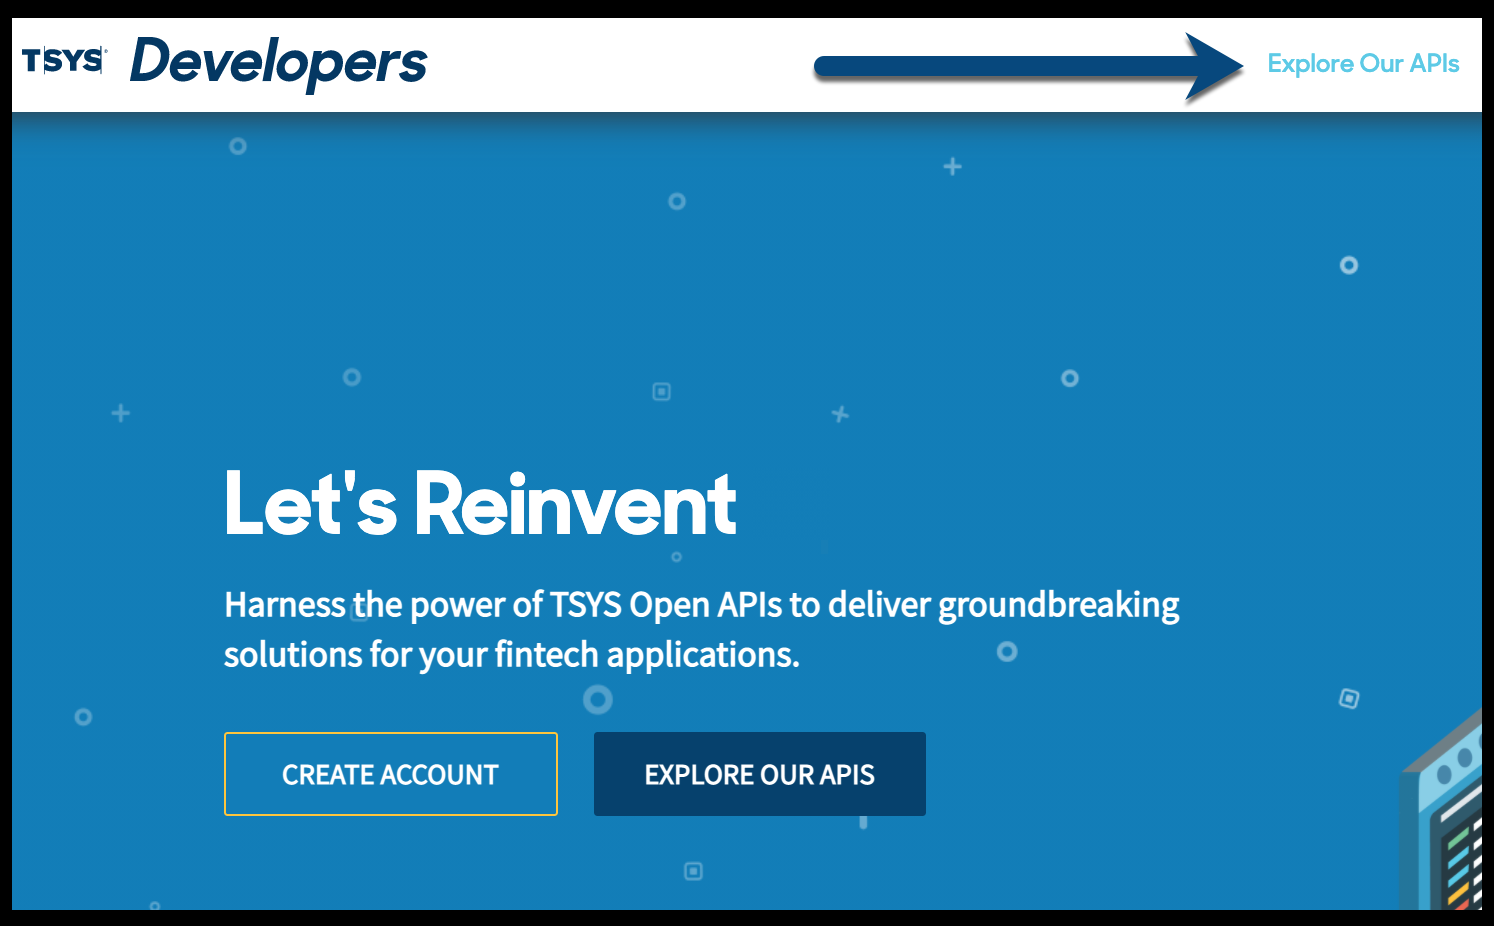 TSYS® Developers
Explore Our APIs
Let's Reinvent
Harness the power of TSYS Open APIs to deliver groundbreaking
solutions for your fintech applications.
CREATE ACCOUNT
EXPLORE OUR APIS